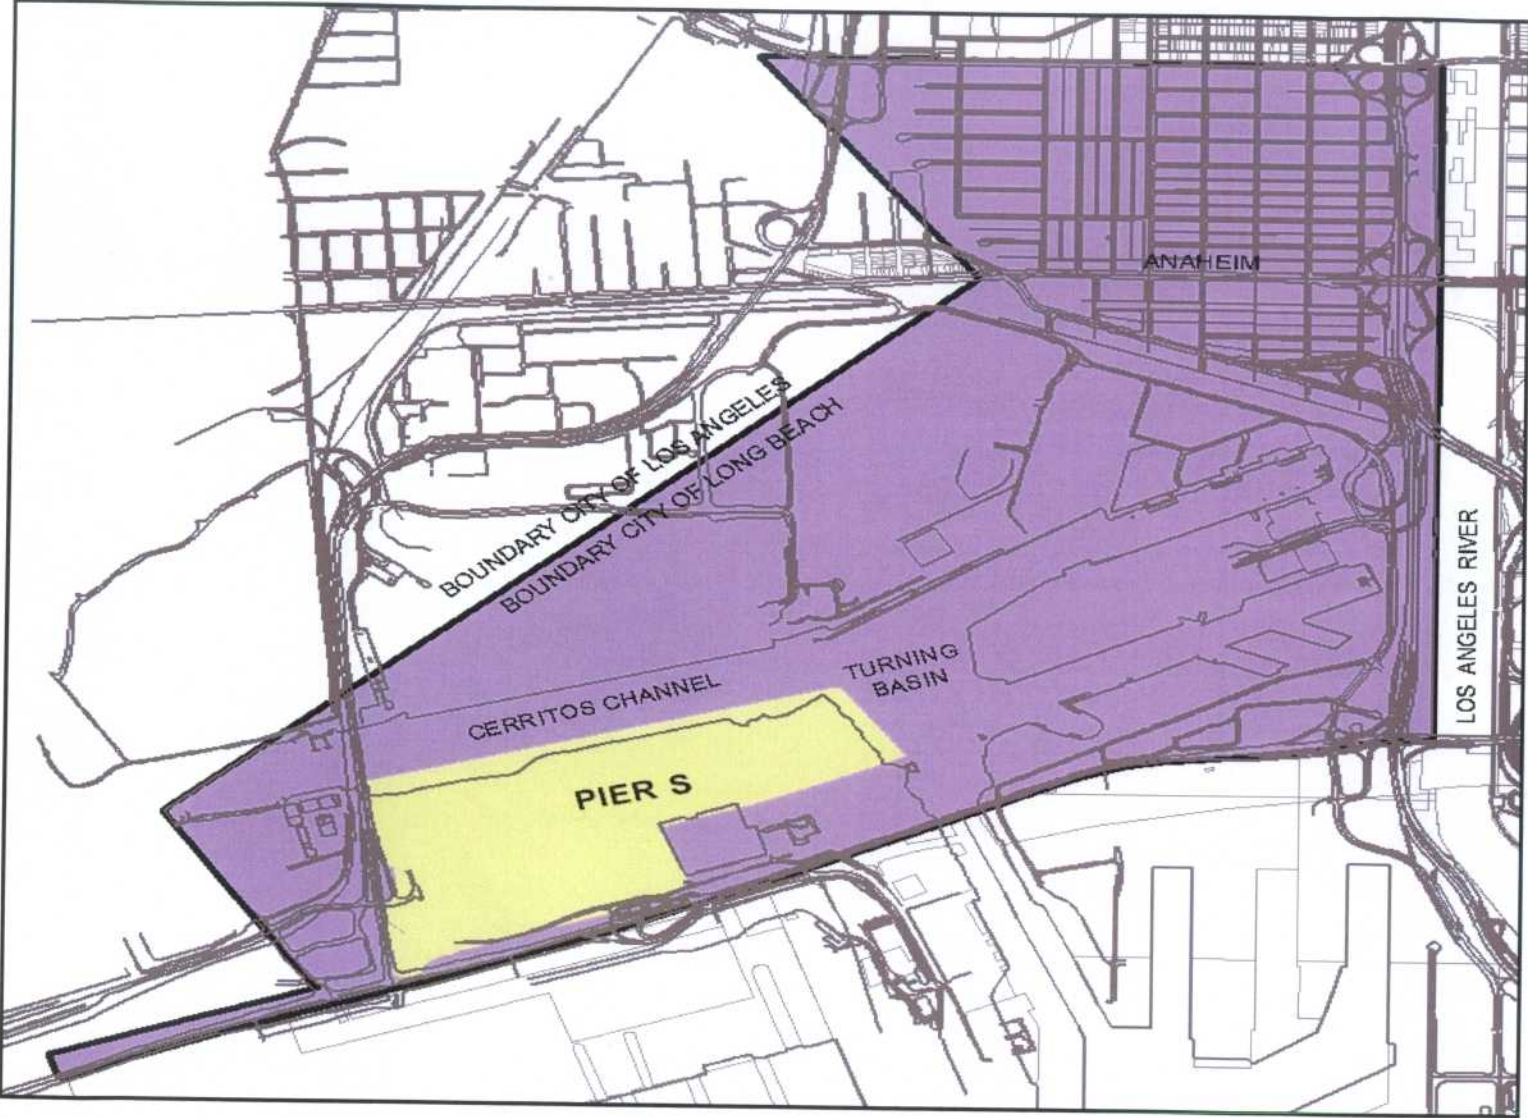 ANAHEIM
BOUNDARY CITY OF LOS ANGELES
BOUNDARY CITY OF LONG BEACH
LOS ANGELES RIVER
TURNING
BASIN
CERRITOS CHANNEL
PIER S